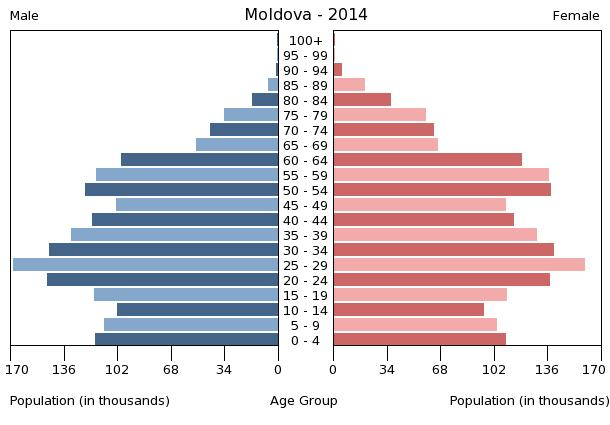 Male Moldova - 2014 Female
100+
95 - 99
90 - 94
85 - 89
80 - 84
75 - 79
70 - 74
65 - 69
60 - 64
55 - 59
50 - 54
45 - 49
40 - 44
35 - 39
30 - 34
25 - 29
20 - 24
15 - 19
10 - 14
5 - 9
0 - 4
170 136 102 68 34 0 0 34 68 102 136 170
Population (in thousands) Age Group Population (in thousands)